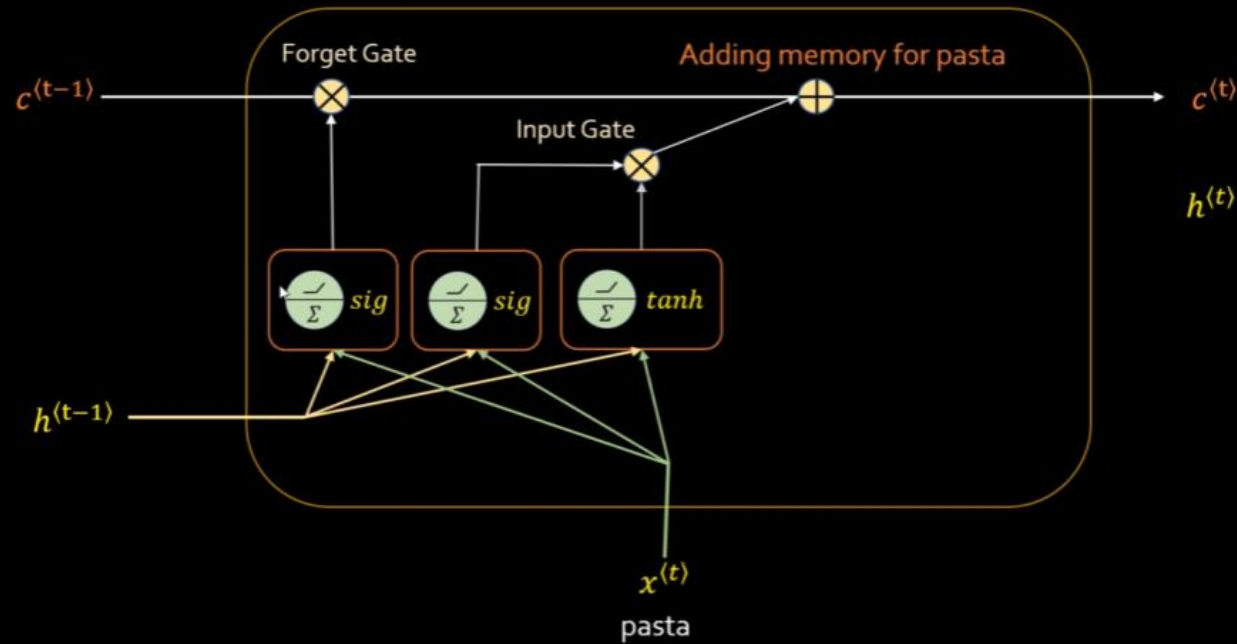 Forget Gate
Adding memory for pasta
c⟨t−1⟩
c⟨t⟩
Input Gate
h⟨t⟩
Σ sig
Σ sig
Σ tanh
h⟨t−1⟩
x⟨t⟩
pasta